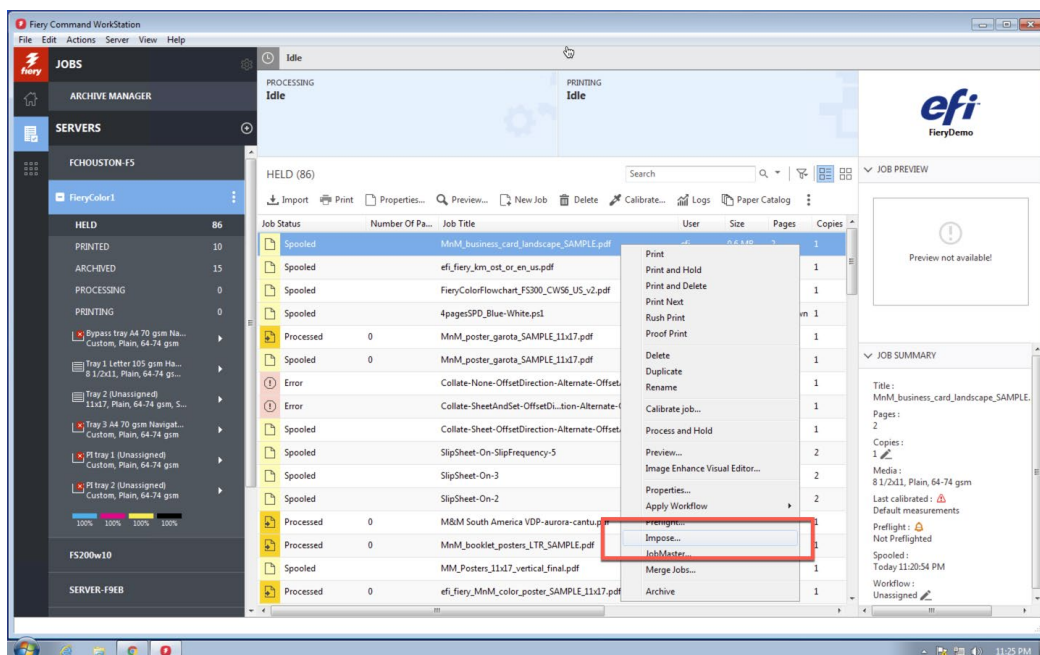 Fiery Command WorkStation
File Edit Actions Server View Help
fiery
JOBS
Idle
ARCHIVE MANAGER
PROCESSING
Idle
PRINTING
Idle
efi
FieryDemo
SERVERS
FCHOUSTON-F5
FieryColor1
HELD 86
PRINTED 10
ARCHIVED 15
PROCESSING 0
PRINTING 0
Bypass tray A4 70 gsm Na...
Custom, Plain, 64-74 gsm
Tray 1 Letter 105 gsm Ha...
8 1/2x11, Plain, 64-74 gs...
Tray 2 (Unassigned)
11x17, Plain, 64-74 gsm, S...
Tray 3 A4 70 gsm Navigat...
Custom, Plain, 64-74 gsm
PI tray 1 (Unassigned)
Custom, Plain, 64-74 gsm
PI tray 2 (Unassigned)
Custom, Plain, 64-74 gsm
100% 100% 100% 100%
FS200w10
SERVER-F9EB
HELD (86)
Search
Import Print Properties... Preview... New Job Delete Calibrate... Logs Paper Catalog
Job Status Number Of Pa... Job Title User Size Pages Copies
Spooled MnM_business_card_landscape_SAMPLE.pdf efi 0.6 MB 2 1
Spooled efi_fiery_km_ost_or_en_us.pdf 1
Spooled FieryColorFlowchart_FS300_CWS6_US_v2.pdf 1
Spooled 4pagesSPD_Blue-White.ps1 wn 1
Processed 0 MnM_poster_garota_SAMPLE_11x17.pdf 1
Spooled 0 MnM_poster_garota_SAMPLE_11x17.pdf 1
Error Collate-None-OffsetDirection-Alternate-Offset. 1
Error Collate-SheetAndSet-OffsetDi...tion-Alternate- 1
Spooled Collate-Sheet-OffsetDirection-Alternate-Offset. 1
Spooled SlipSheet-On-SlipFrequency-5 2
Spooled SlipSheet-On-3 2
Spooled SlipSheet-On-2 2
Processed 0 M&M South America VDP-aurora-cantu.p 1
Processed 0 MnM_booklet_posters_LTR_SAMPLE.pdf 1
Spooled MM_Posters_11x17_vertical_final.pdf 1
Processed 0 efi_fiery_MnM_color_poster_SAMPLE_11x17.pdf 1
Print
Print and Hold
Print and Delete
Print Next
Rush Print
Proof Print
Delete
Duplicate
Rename
Calibrate job...
Process and Hold
Preview...
Image Enhance Visual Editor...
Properties...
Apply Workflow
Preflight...
Impose...
JobMaster...
Merge Jobs...
Archive
JOB PREVIEW
Preview not available!
JOB SUMMARY
Title :
MnM_business_card_landscape_SAMPLE.
Pages :
2
Copies :
1
Media :
8 1/2x11, Plain, 64-74 gsm
Last calibrated :
Default measurements
Preflight :
Not Preflighted
Spooled :
Today 11:20:54 PM
Workflow :
Unassigned
11:25 PM